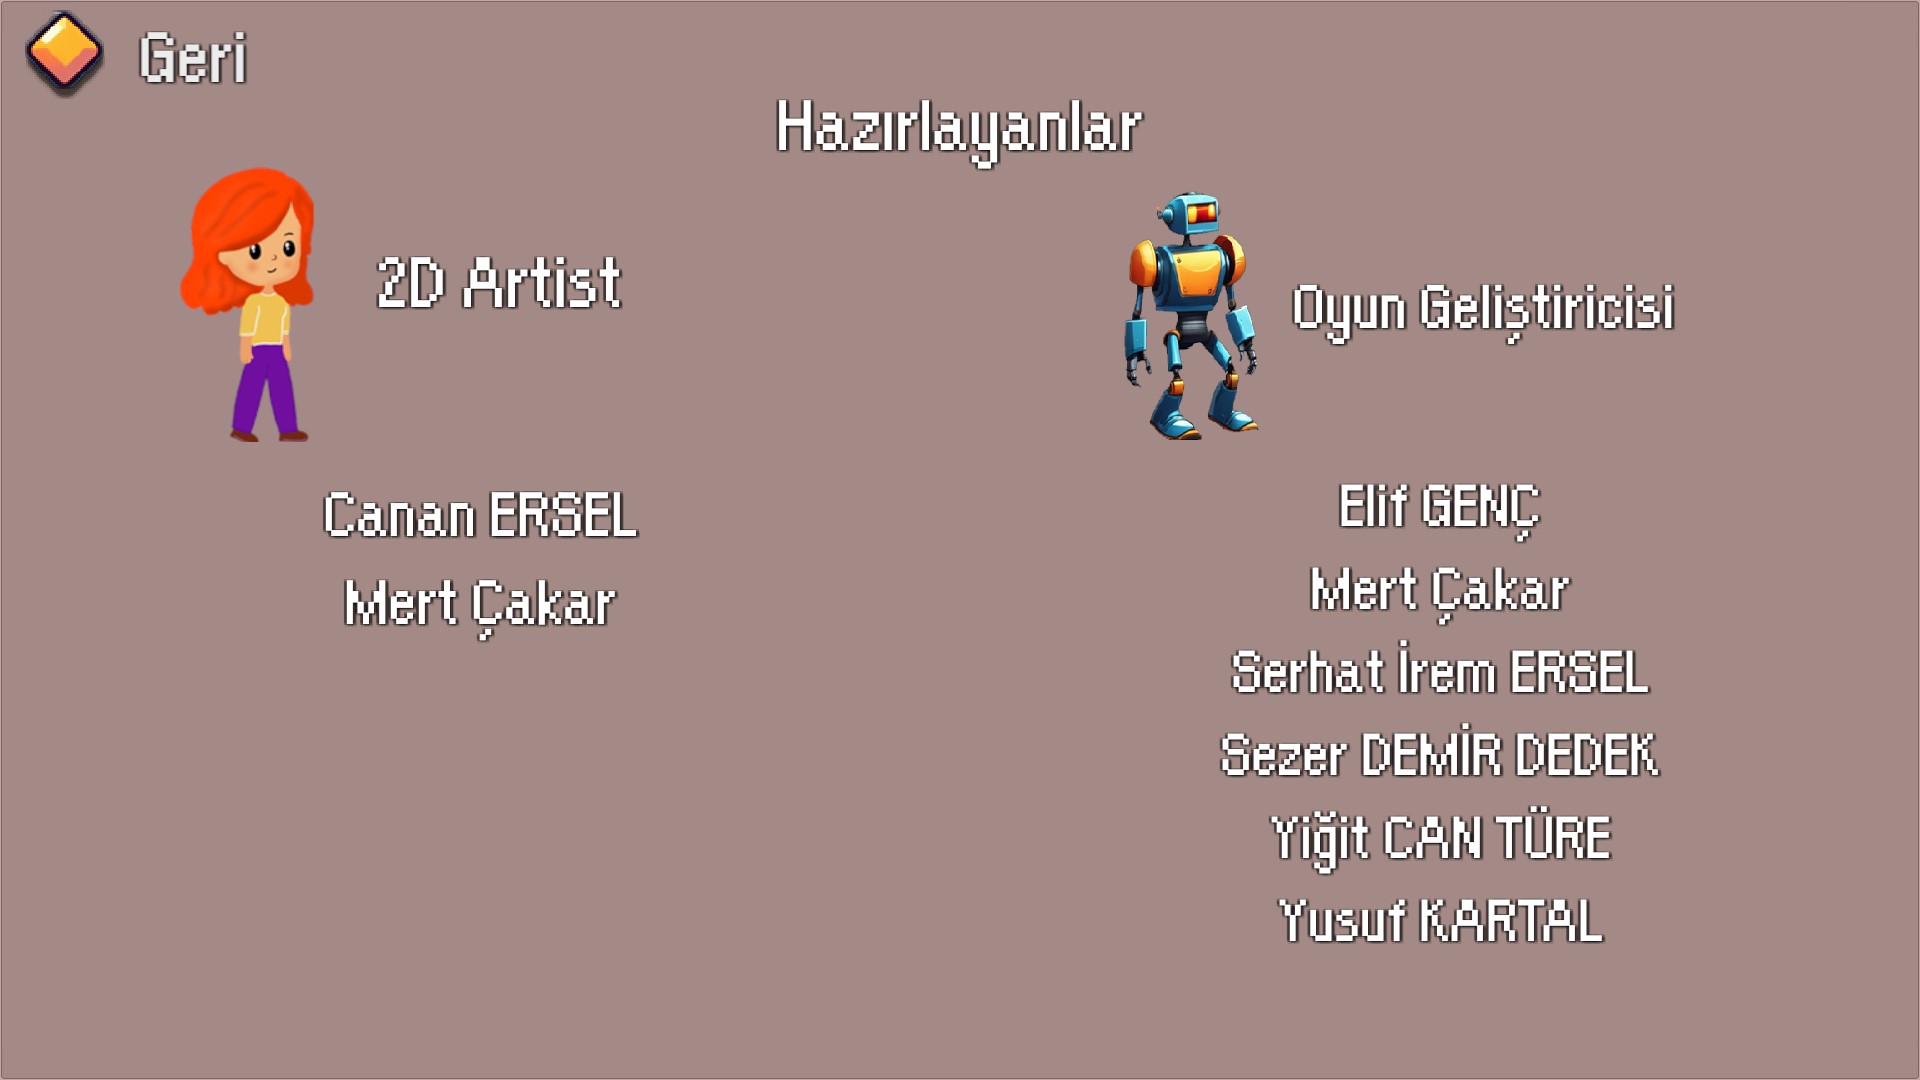 Geri
Hazırlayanlar
2D Artist
Canan ERSEL
Mert Çakar
Oyun Geliştiricisi
Elif GENÇ
Mert Çakar
Serhat İrem ERSEL
Sezer DEMİR DEDEK
Yiğit CAN TÜRE
Yusuf KARTAL